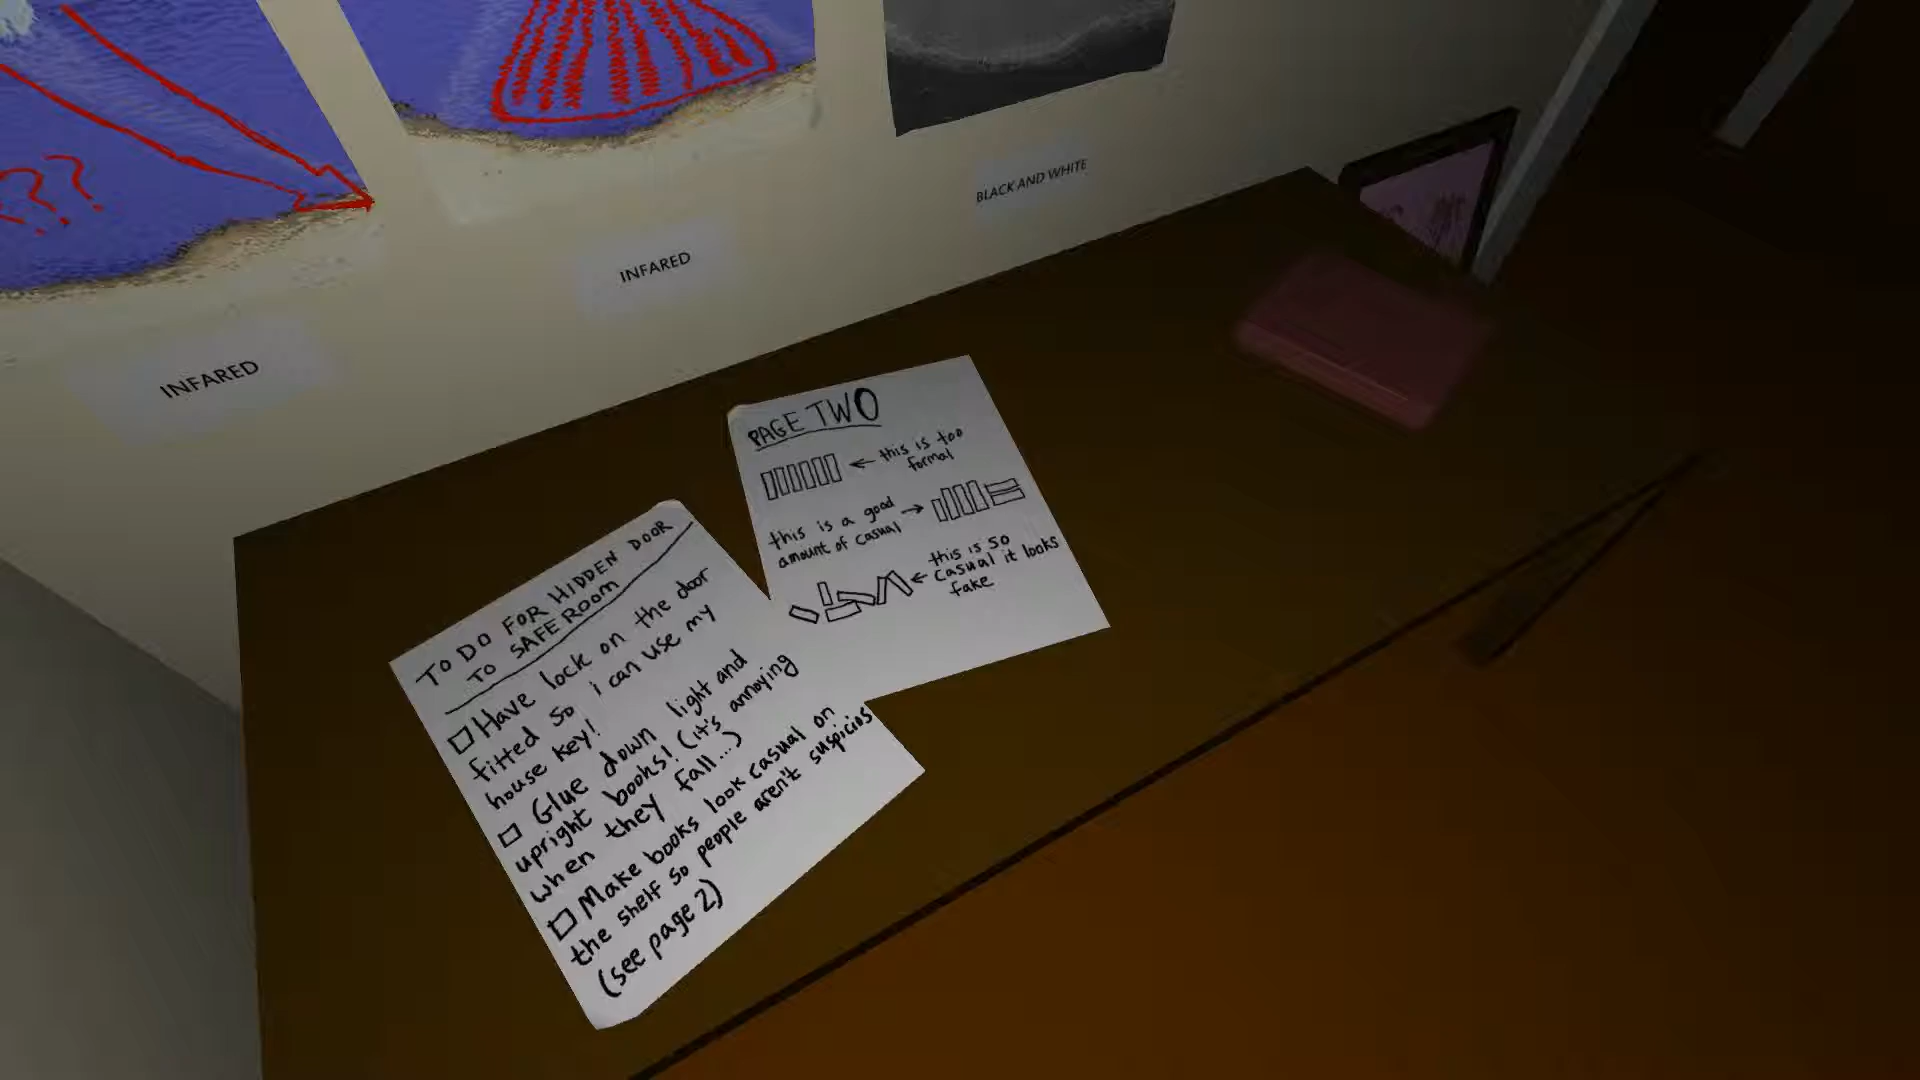 ???
INFARED
INFARED
BLACK AND WHITE
PAGE TWO
this is too
formal
this is a good
amount of casual
this is so
casual it looks
fake
TO DO FOR HIDDEN DOOR
TO SAFE ROOM
Have lock on the door
fitted so i can use my
house key!
Glue down light and
upright books! (it's annoying
when they fall...)
Make books look casual on
the shelf so people aren't suspicios
(see page 2)